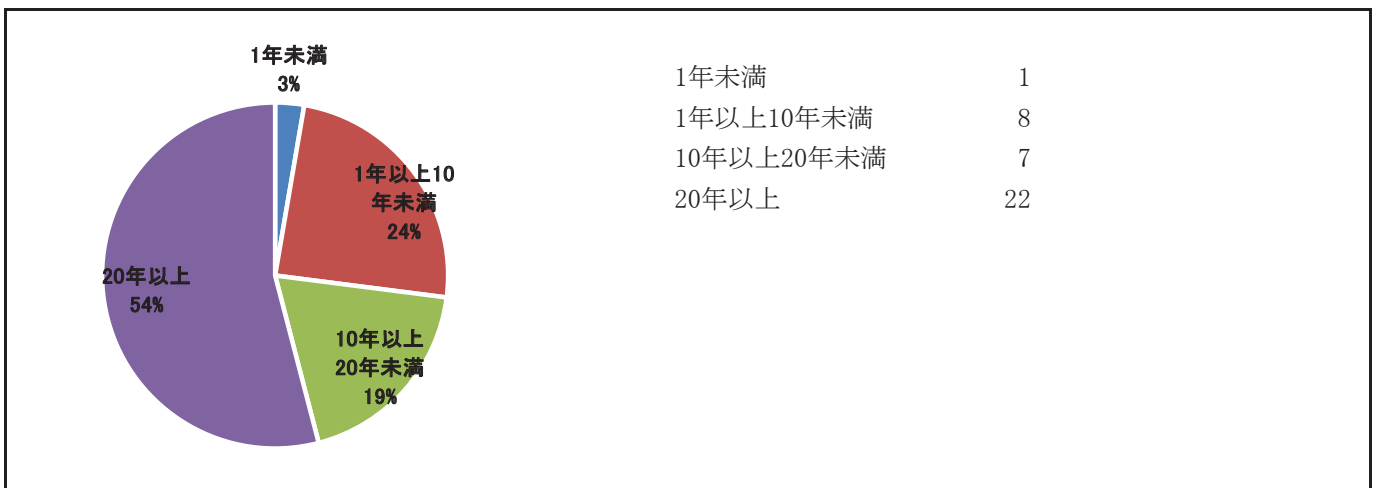 1年未満
3%
1年以上10
年未満
24%
10年以上
20年未満
19%
20年以上
54%
1年未満 1
1年以上10年未満 8
10年以上20年未満 7
20年以上 22